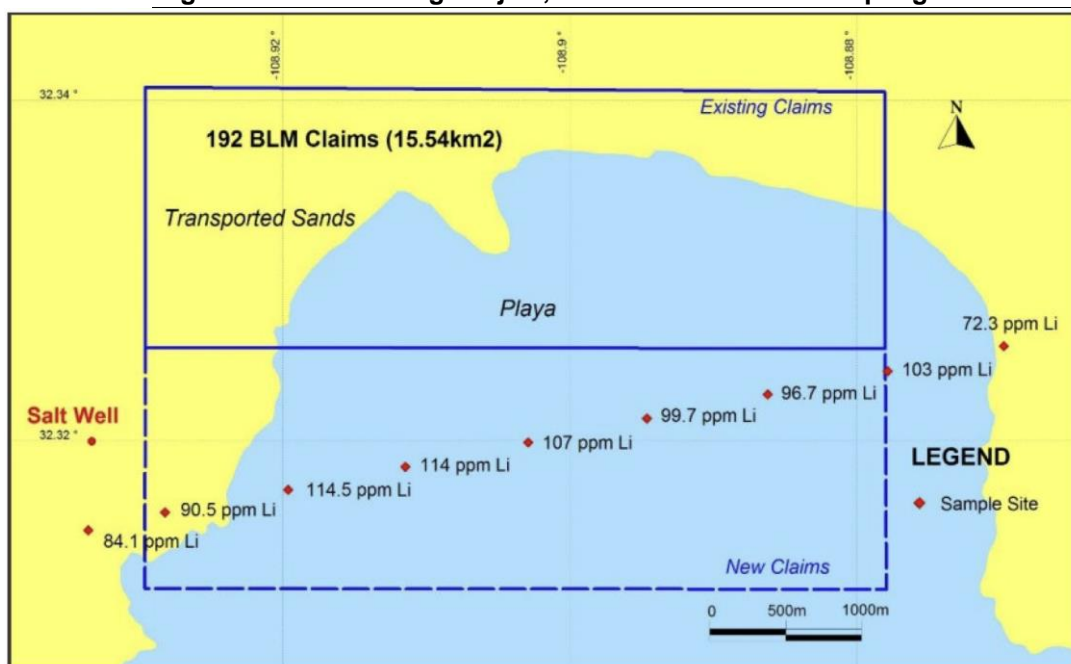 -108.92 °
-108.9 °
-108.88 °
32.34 °
Existing Claims
N
192 BLM Claims (15.54km2)
Transported Sands
Playa
72.3 ppm Li
103 ppm Li
96.7 ppm Li
Salt Well
99.7 ppm Li
32.32 °
107 ppm Li
LEGEND
114 ppm Li
114.5 ppm Li
Sample Site
90.5 ppm Li
84.1 ppm Li
New Claims
0 500m 1000m